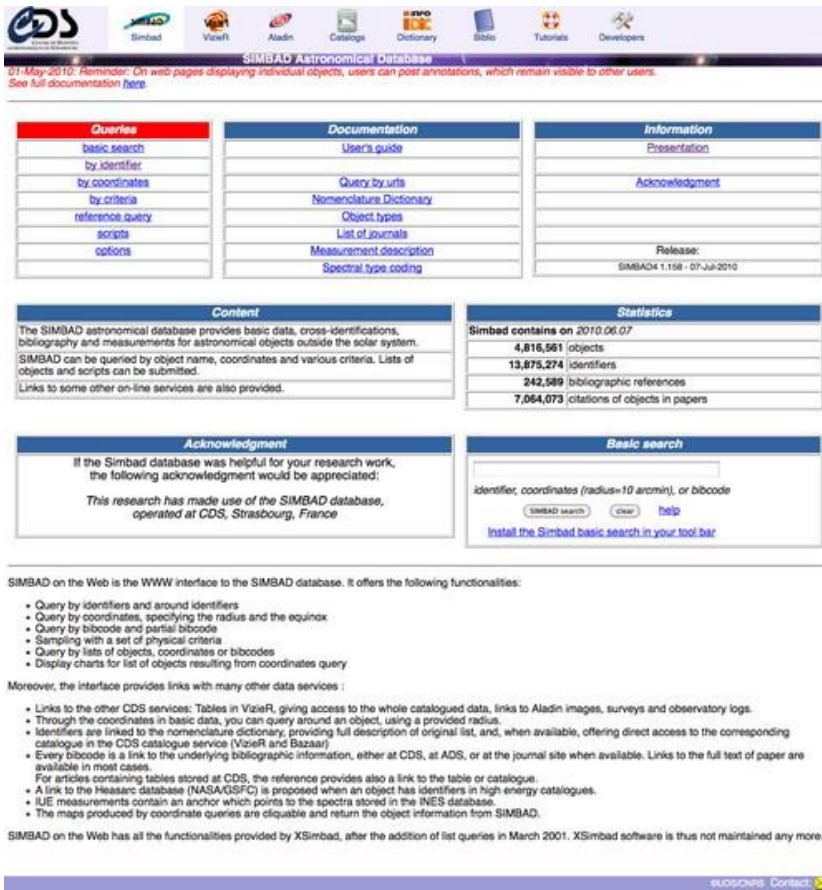 CDS
CENTRE DE DONNÉES
ASTRONOMIQUES DE STRASBOURG
Simbad VizieR Aladin Catalogs Dictionary Biblio Tutorials Developers
SIMBAD Astronomical Database
01-May-2010: Reminder: On web pages displaying individual objects, users can post annotations, which remain visible to other users.
See full documentation here.
Queries
basic search
by identifier
by coordinates
by criteria
reference query
scripts
options
Documentation
User's guide
Query by urls
Nomenclature Dictionary
Object types
List of journals
Measurement description
Spectral type coding
Information
Presentation
Acknowledgment
Release:
SIMBAD4 1.158 - 07-Jul-2010
Content
The SIMBAD astronomical database provides basic data, cross-identifications,
bibliography and measurements for astronomical objects outside the solar system.
SIMBAD can be queried by object name, coordinates and various criteria. Lists of
objects and scripts can be submitted.
Links to some other on-line services are also provided.
Statistics
Simbad contains on 2010.06.07
4,816,561 objects
13,875,274 identifiers
242,589 bibliographic references
7,064,073 citations of objects in papers
Acknowledgment
If the Simbad database was helpful for your research work,
the following acknowledgment would be appreciated:
This research has made use of the SIMBAD database,
operated at CDS, Strasbourg, France
Basic search
identifier, coordinates (radius=10 arcmin), or bibcode
SIMBAD search clear help
Install the Simbad basic search in your tool bar
SIMBAD on the Web is the WWW interface to the SIMBAD database. It offers the following functionalities:
• Query by identifiers and around identifiers
• Query by coordinates, specifying the radius and the equinox
• Query by bibcode and partial bibcode
• Sampling with a set of physical criteria
• Query by lists of objects, coordinates or bibcodes
• Display charts for list of objects resulting from coordinates query
Moreover, the interface provides links with many other data services :
• Links to the other CDS services: Tables in VizieR, giving access to the whole catalogued data, links to Aladin images, surveys and observatory logs.
• Through the coordinates in basic data, you can query around an object, using a provided radius.
• Identifiers are linked to the nomenclature dictionary, providing full description of original list, and, when available, offering direct access to the corresponding
catalogue in the CDS catalogue service (VizieR and Bazaar)
• Every bibcode is a link to the underlying bibliographic information, either at CDS, at ADS, or at the journal site when available. Links to the full text of paper are
available in most cases.
For articles containing tables stored at CDS, the reference provides also a link to the table or catalogue.
• A link to the Heasarc database (NASA/GSFC) is proposed when an object has identifiers in high energy catalogues.
• IUE measurements contain an anchor which points to the spectra stored in the INES database.
• The maps produced by coordinate queries are cliquable and return the object information from SIMBAD.
SIMBAD on the Web has all the functionalities provided by XSimbad, after the addition of list queries in March 2001. XSimbad software is thus not maintained any more
Contact: